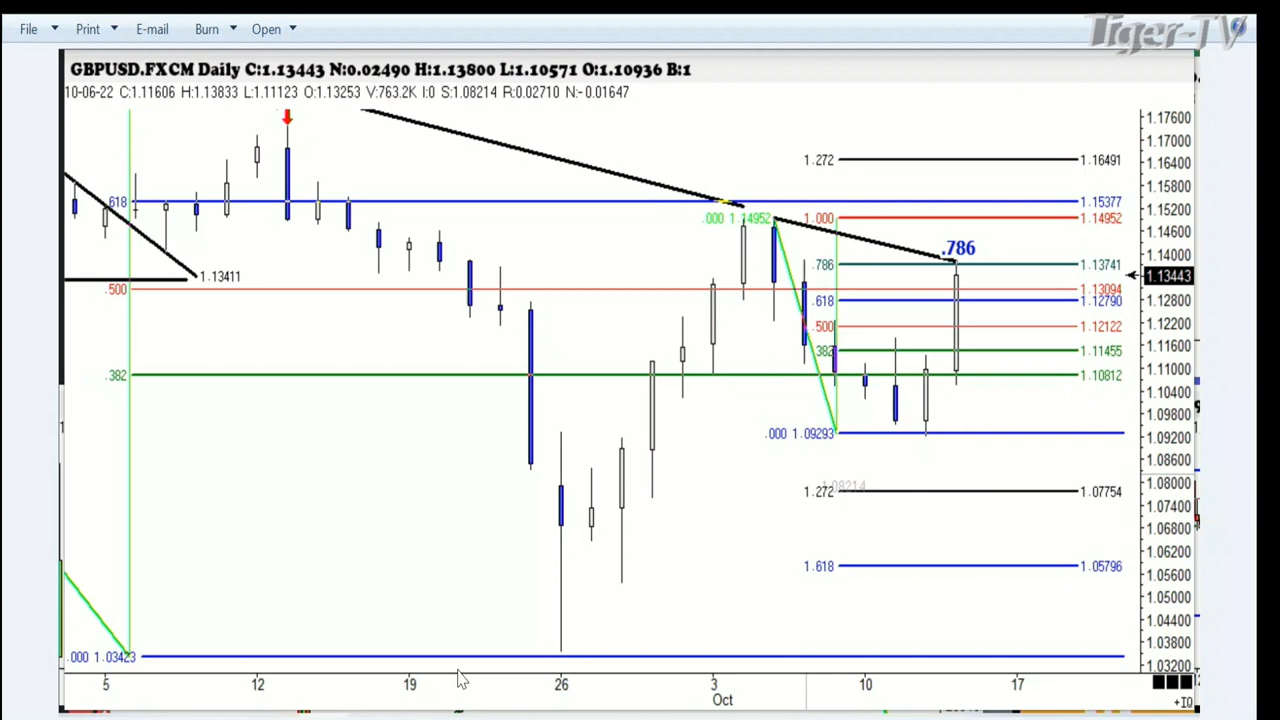 File Print E-mail Burn Open
Tiger-TV
GBPUSD.FXCM Daily C:1.13443 N:0.02490 H:1.13800 L:1.10571 O:1.10936 B:1
10-06-22 C:1.11606 H:1.13833 L:1.11123 O:1.13253 V:763.2K I:0 S:1.08214 R:0.02710 N:-0.01647
1.17600
1.17000
1.272 1.16491 1.16400
1.15800
.618 1.15377
.000 1.14952 1.000 1.14952 1.15200
1.14600
.786
1.14000
.786 1.13741
1.13411 1.13443
.500 1.13094
.618 1.12790 1.12800
.500 1.12122 1.12200
1.11600
.382 1.11455
1.11000
.382 1.10812
1.10400
1.09800
.000 1.09293 1.09200
1.08600
1.08214 1.08000
1.272 1.07754
1.07400
1.06800
1.06200
1.618 1.05796
1.05600
1.05000
1.04400
1.03800
.000 1.03423
1.03200
5 12 19 26 3 10 17
Oct
+IQ